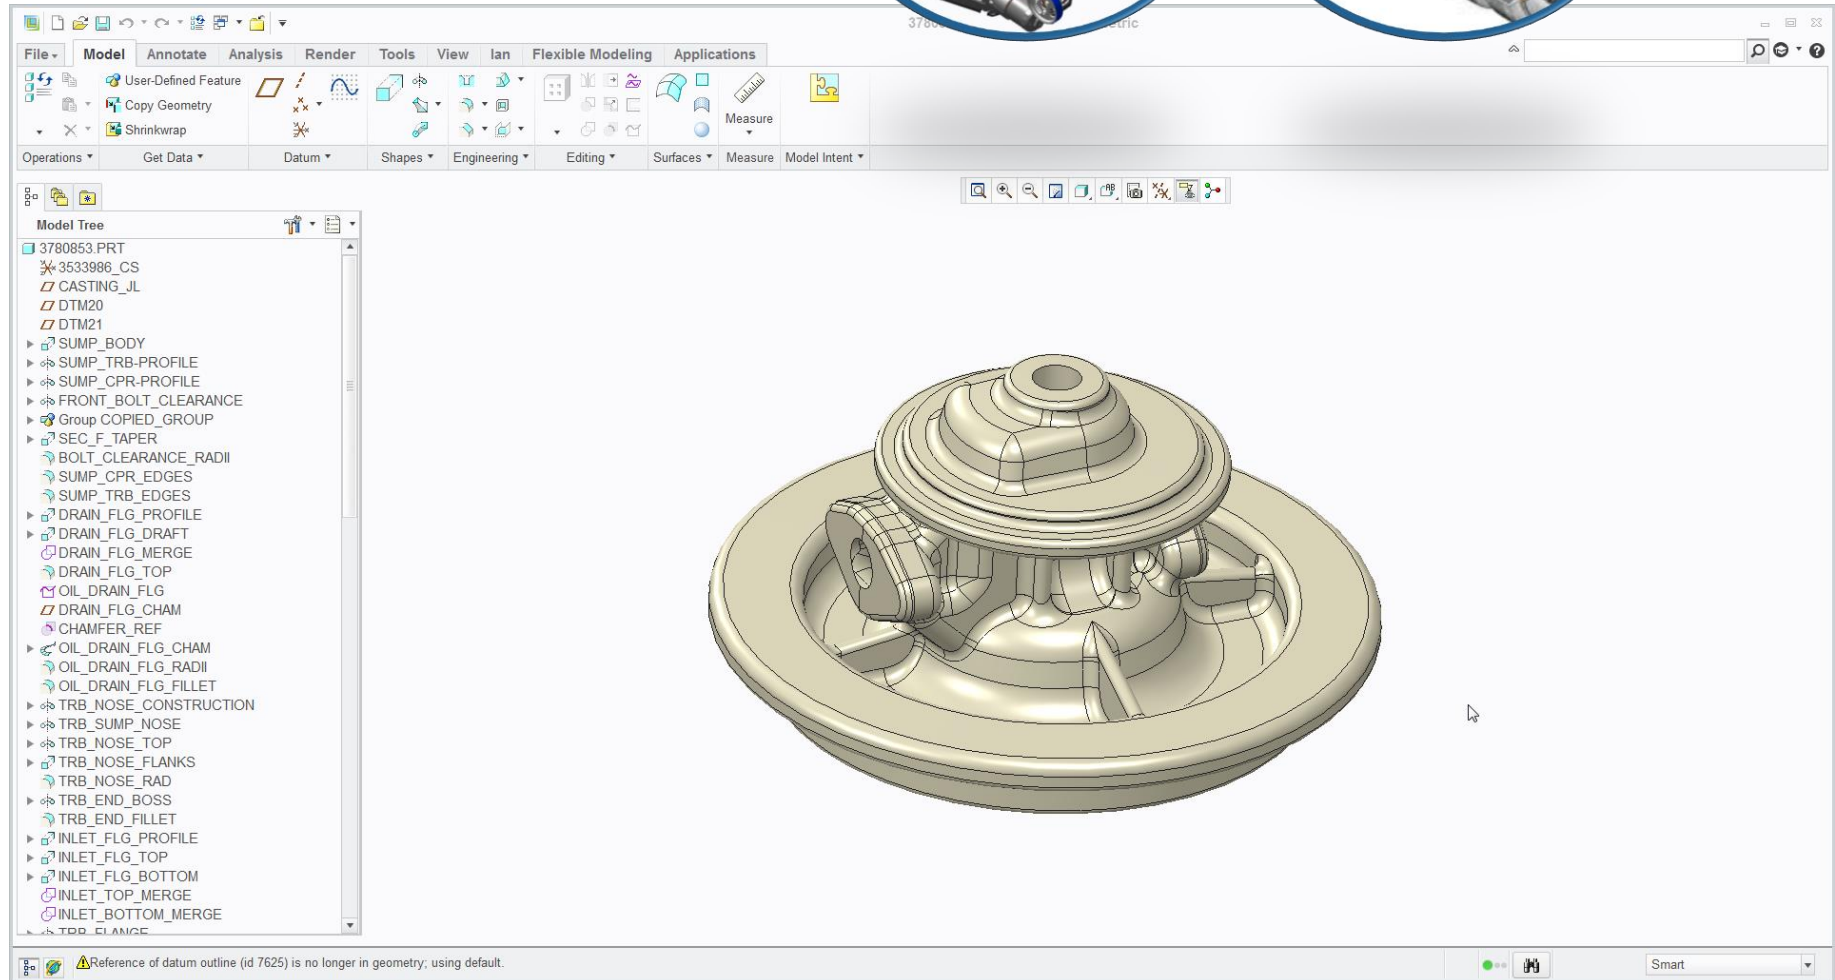 378
tric
File Model Annotate Analysis Render Tools View Ian Flexible Modeling Applications
User-Defined Feature
Copy Geometry
Shrinkwrap
Measure
Operations Get Data Datum Shapes Engineering Editing Surfaces Measure Model Intent
Model Tree
3780853.PRT
3533986_CS
CASTING_JL
DTM20
DTM21
SUMP_BODY
SUMP_TRB-PROFILE
SUMP_CPR-PROFILE
FRONT_BOLT_CLEARANCE
Group COPIED_GROUP
SEC_F_TAPER
BOLT_CLEARANCE_RADII
SUMP_CPR_EDGES
SUMP_TRB_EDGES
DRAIN_FLG_PROFILE
DRAIN_FLG_DRAFT
DRAIN_FLG_MERGE
DRAIN_FLG_TOP
OIL_DRAIN_FLG
DRAIN_FLG_CHAM
CHAMFER_REF
OIL_DRAIN_FLG_CHAM
OIL_DRAIN_FLG_RADII
OIL_DRAIN_FLG_FILLET
TRB_NOSE_CONSTRUCTION
TRB_SUMP_NOSE
TRB_NOSE_TOP
TRB_NOSE_FLANKS
TRB_NOSE_RAD
TRB_END_BOSS
TRB_END_FILLET
INLET_FLG_PROFILE
INLET_FLG_TOP
INLET_FLG_BOTTOM
INLET_TOP_MERGE
INLET_BOTTOM_MERGE
TRB_FLANGE
Reference of datum outline (id 7625) is no longer in geometry; using default.
Smart